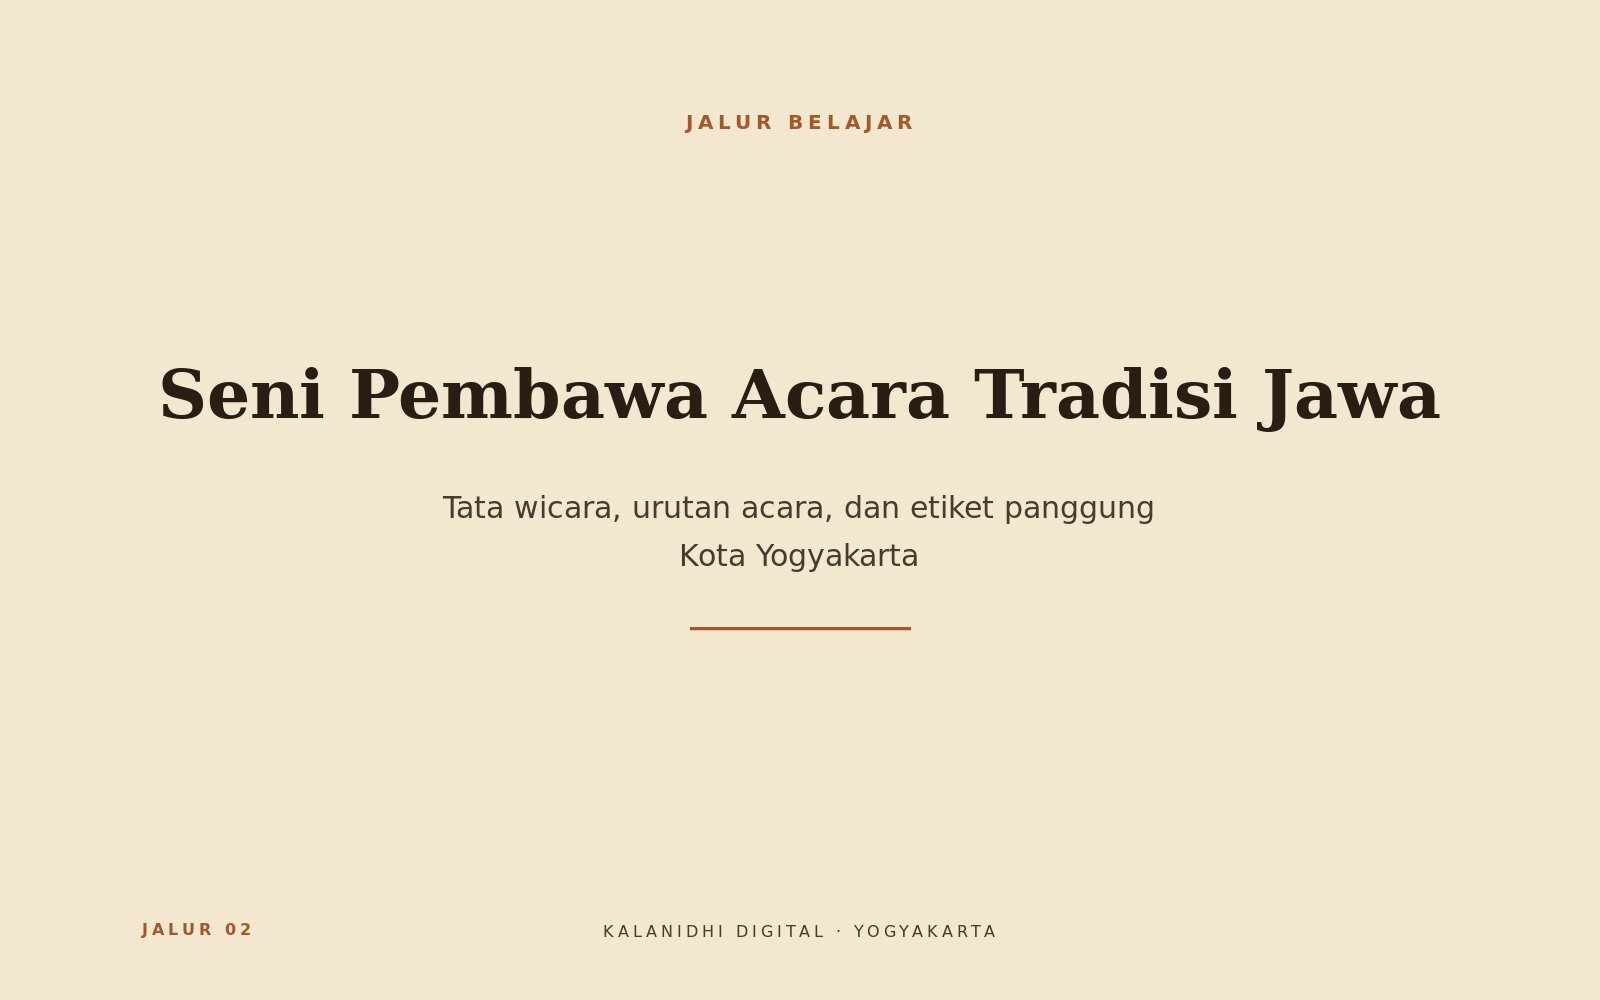 JALUR BELAJAR
Seni Pembawa Acara Tradisi Jawa
Tata wicara, urutan acara, dan etiket panggung
Kota Yogyakarta
JALUR 02
KALANIDHI DIGITAL · YOGYAKARTA